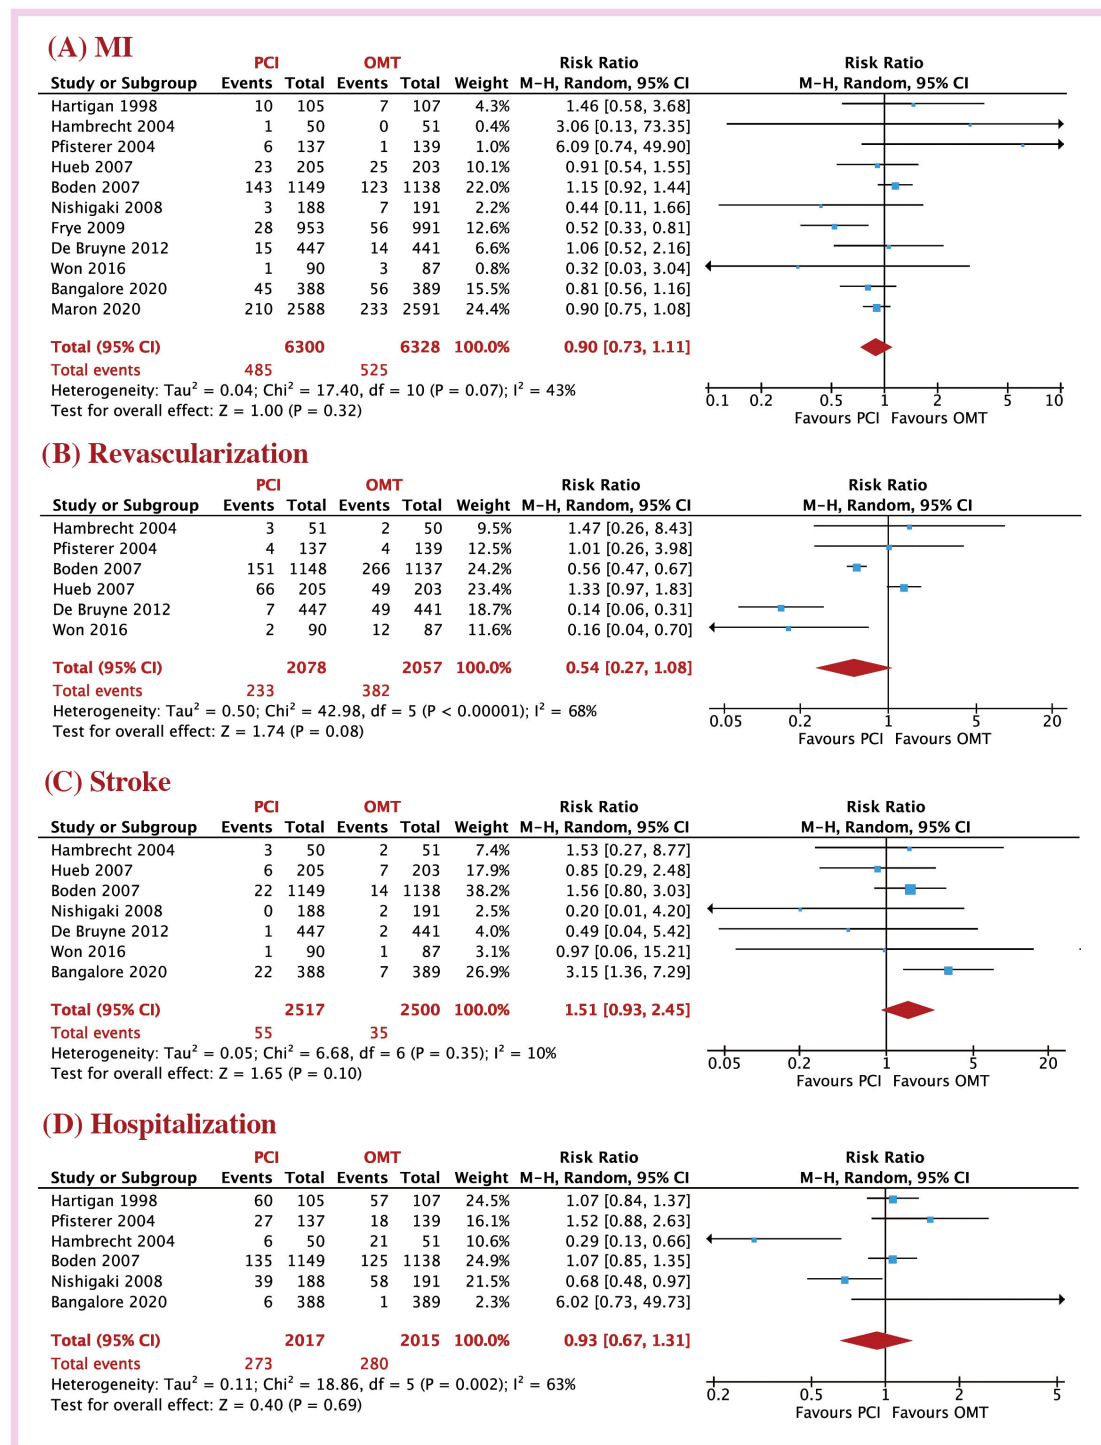 (A) MI
PCI OMT Risk Ratio Risk Ratio
Study or Subgroup Events Total Events Total Weight M-H, Random, 95% CI M-H, Random, 95% CI
Hartigan 1998 10 105 7 107 4.3% 1.46 [0.58, 3.68]
Hambrecht 2004 1 50 0 51 0.4% 3.06 [0.13, 73.35]
Pfisterer 2004 6 137 1 139 1.0% 6.09 [0.74, 49.90]
Hueb 2007 23 205 25 203 10.1% 0.91 [0.54, 1.55]
Boden 2007 143 1149 123 1138 22.0% 1.15 [0.92, 1.44]
Nishigaki 2008 3 188 7 191 2.2% 0.44 [0.11, 1.66]
Frye 2009 28 953 56 991 12.6% 0.52 [0.33, 0.81]
De Bruyne 2012 15 447 14 441 6.6% 1.06 [0.52, 2.16]
Won 2016 1 90 3 87 0.8% 0.32 [0.03, 3.04]
Bangalore 2020 45 388 56 389 15.5% 0.81 [0.56, 1.16]
Maron 2020 210 2588 233 2591 24.4% 0.90 [0.75, 1.08]
Total (95% CI) 6300 6328 100.0% 0.90 [0.73, 1.11]
Total events 485 525
Heterogeneity: Tau² = 0.04; Chi² = 17.40, df = 10 (P = 0.07); I² = 43%
Test for overall effect: Z = 1.00 (P = 0.32)
0.1 0.2 0.5 1 2 5 10
Favours PCI Favours OMT
(B) Revascularization
PCI OMT Risk Ratio Risk Ratio
Study or Subgroup Events Total Events Total Weight M-H, Random, 95% CI M-H, Random, 95% CI
Hambrecht 2004 3 51 2 50 9.5% 1.47 [0.26, 8.43]
Pfisterer 2004 4 137 4 139 12.5% 1.01 [0.26, 3.98]
Boden 2007 151 1148 266 1137 24.2% 0.56 [0.47, 0.67]
Hueb 2007 66 205 49 203 23.4% 1.33 [0.97, 1.83]
De Bruyne 2012 7 447 49 441 18.7% 0.14 [0.06, 0.31]
Won 2016 2 90 12 87 11.6% 0.16 [0.04, 0.70]
Total (95% CI) 2078 2057 100.0% 0.54 [0.27, 1.08]
Total events 233 382
Heterogeneity: Tau² = 0.50; Chi² = 42.98, df = 5 (P < 0.00001); I² = 68%
Test for overall effect: Z = 1.74 (P = 0.08)
0.05 0.2 1 5 20
Favours PCI Favours OMT
(C) Stroke
PCI OMT Risk Ratio Risk Ratio
Study or Subgroup Events Total Events Total Weight M-H, Random, 95% CI M-H, Random, 95% CI
Hambrecht 2004 3 50 2 51 7.4% 1.53 [0.27, 8.77]
Hueb 2007 6 205 7 203 17.9% 0.85 [0.29, 2.48]
Boden 2007 22 1149 14 1138 38.2% 1.56 [0.80, 3.03]
Nishigaki 2008 0 188 2 191 2.5% 0.20 [0.01, 4.20]
De Bruyne 2012 1 447 2 441 4.0% 0.49 [0.04, 5.42]
Won 2016 1 90 1 87 3.1% 0.97 [0.06, 15.21]
Bangalore 2020 22 388 7 389 26.9% 3.15 [1.36, 7.29]
Total (95% CI) 2517 2500 100.0% 1.51 [0.93, 2.45]
Total events 55 35
Heterogeneity: Tau² = 0.05; Chi² = 6.68, df = 6 (P = 0.35); I² = 10%
Test for overall effect: Z = 1.65 (P = 0.10)
0.05 0.2 1 5 20
Favours PCI Favours OMT
(D) Hospitalization
PCI OMT Risk Ratio Risk Ratio
Study or Subgroup Events Total Events Total Weight M-H, Random, 95% CI M-H, Random, 95% CI
Hartigan 1998 60 105 57 107 24.5% 1.07 [0.84, 1.37]
Pfisterer 2004 27 137 18 139 16.1% 1.52 [0.88, 2.63]
Hambrecht 2004 6 50 21 51 10.6% 0.29 [0.13, 0.66]
Boden 2007 135 1149 125 1138 24.9% 1.07 [0.85, 1.35]
Nishigaki 2008 39 188 58 191 21.5% 0.68 [0.48, 0.97]
Bangalore 2020 6 388 1 389 2.3% 6.02 [0.73, 49.73]
Total (95% CI) 2017 2015 100.0% 0.93 [0.67, 1.31]
Total events 273 280
Heterogeneity: Tau² = 0.11; Chi² = 18.86, df = 5 (P = 0.002); I² = 63%
Test for overall effect: Z = 0.40 (P = 0.69)
0.2 0.5 1 2 5
Favours PCI Favours OMT